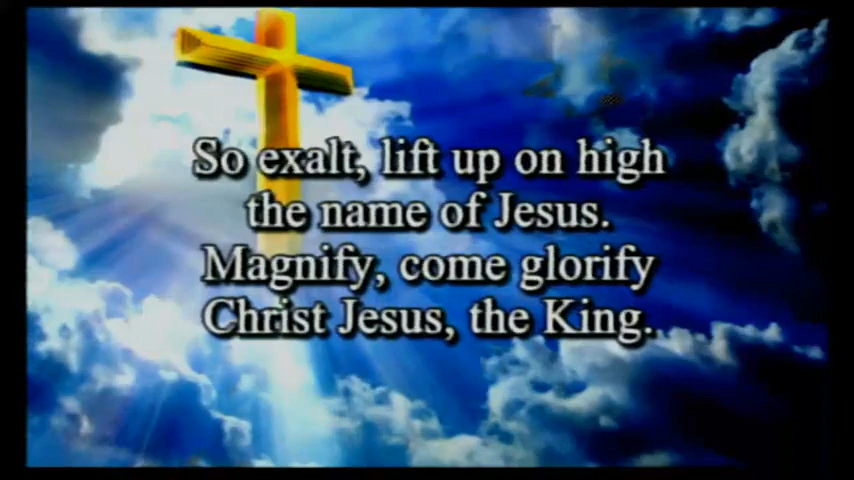 So exalt, lift up on high
the name of Jesus.
Magnify, come glorify
Christ Jesus, the King.